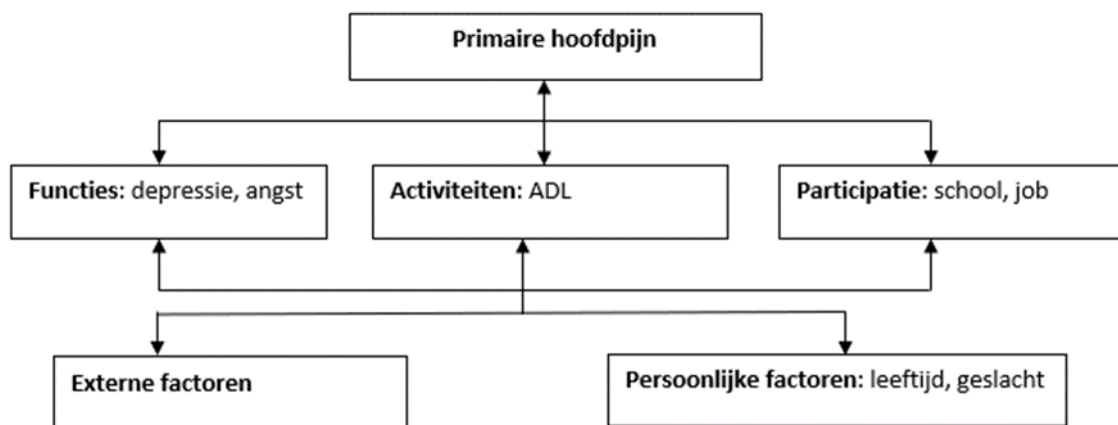 Primaire hoofdpijn
Functies: depressie, angst
Activiteiten: ADL
Participatie: school, job
Externe factoren
Persoonlijke factoren: leeftijd, geslacht